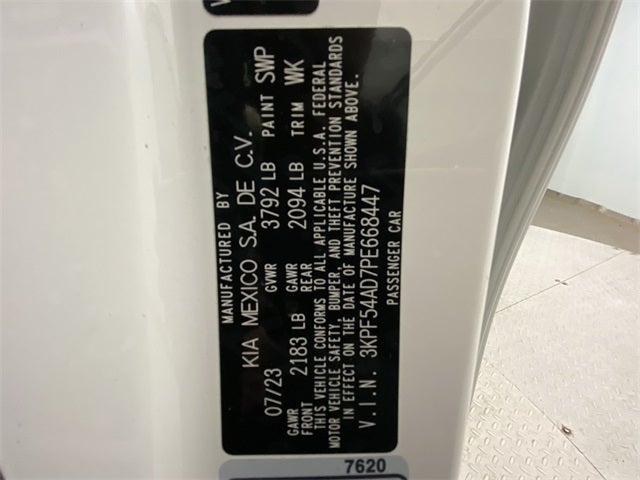 MANUFACTURED BY
KIA MEXICO S.A. DE C.V.
07/23 GVWR 3792 LB PAINT SWP
GAWR FRONT 2183 LB GAWR REAR 2094 LB TRIM WK
THIS VEHICLE CONFORMS TO ALL APPLICABLE U.S.A. FEDERAL
MOTOR VEHICLE SAFETY, BUMPER, AND THEFT PREVENTION STANDARDS
IN EFFECT ON THE DATE OF MANUFACTURE SHOWN ABOVE.
V.I.N. 3KPF54AD7PE668447
PASSENGER CAR
7620